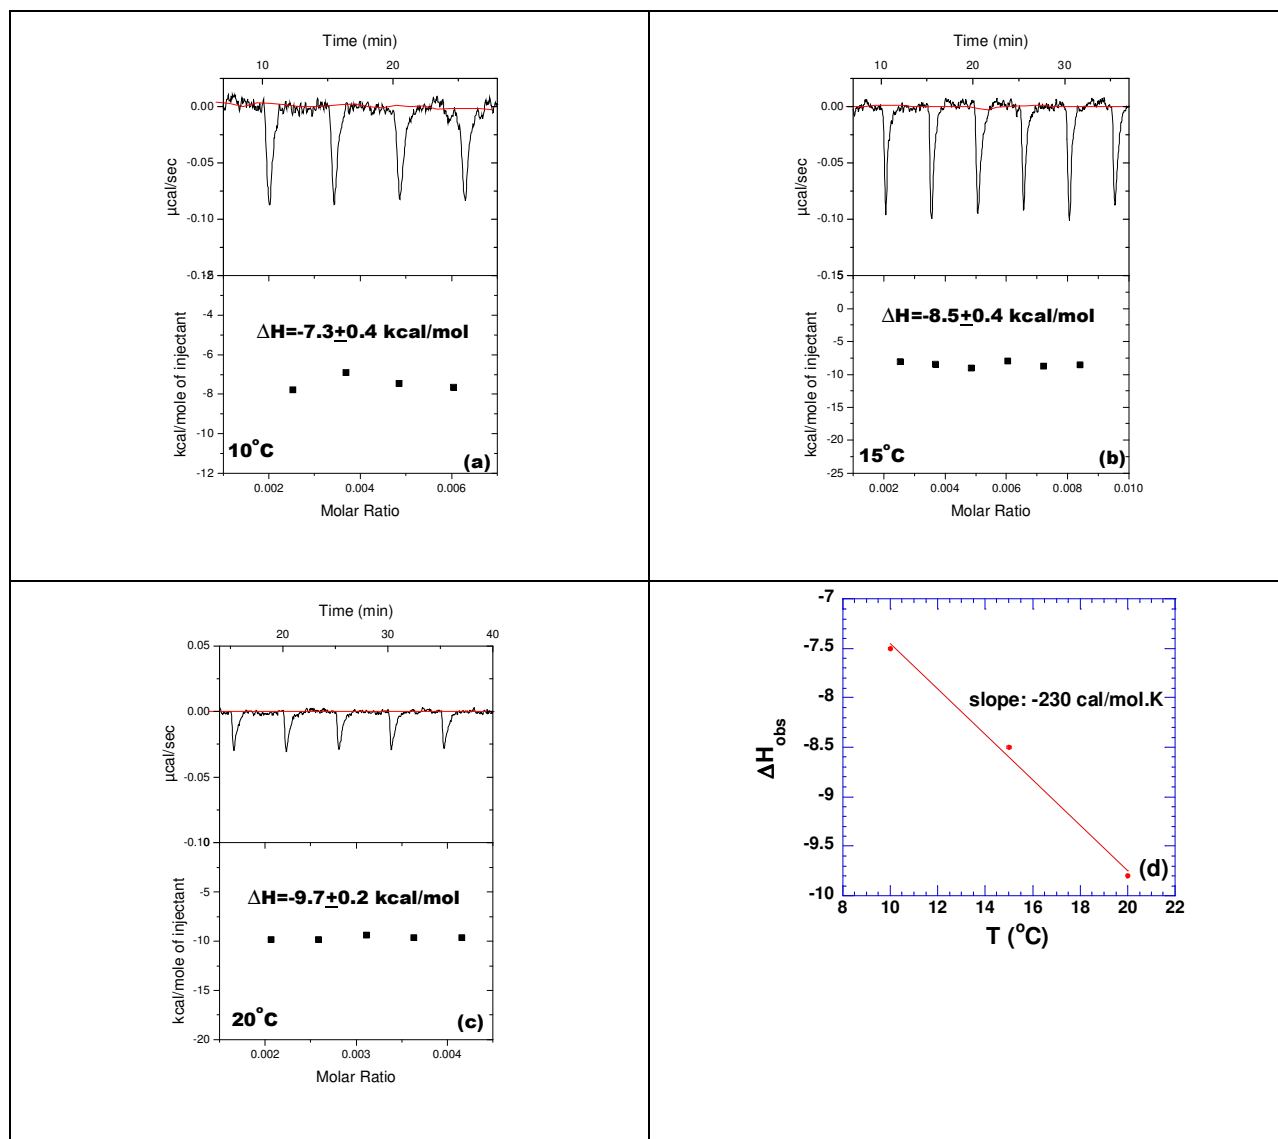 Time (min)
10 20
0.00
-0.05
-0.10
-0.15
µcal/sec
-2
-4
-6
-8
-10
-12
kcal/mole of injectant
ΔH=-7.3±0.4 kcal/mol
10°C
(a)
0.002 0.004 0.006
Molar Ratio
Time (min)
10 20 30
0.00
-0.05
-0.10
-0.15
µcal/sec
5
0
-5
-10
-15
-20
-25
kcal/mole of injectant
ΔH=-8.5±0.4 kcal/mol
15°C
(b)
0.002 0.004 0.006 0.008 0.010
Molar Ratio
Time (min)
20 30 40
0.05
0.00
-0.05
-0.10
µcal/sec
0
-5
-10
-15
-20
kcal/mole of injectant
ΔH=-9.7±0.2 kcal/mol
20°C
(c)
0.002 0.003 0.004
Molar Ratio
-7
-7.5
-8
-8.5
-9
-9.5
-10
ΔHobs
slope: -230 cal/mol.K
(d)
8 10 12 14 16 18 20 22
T (°C)